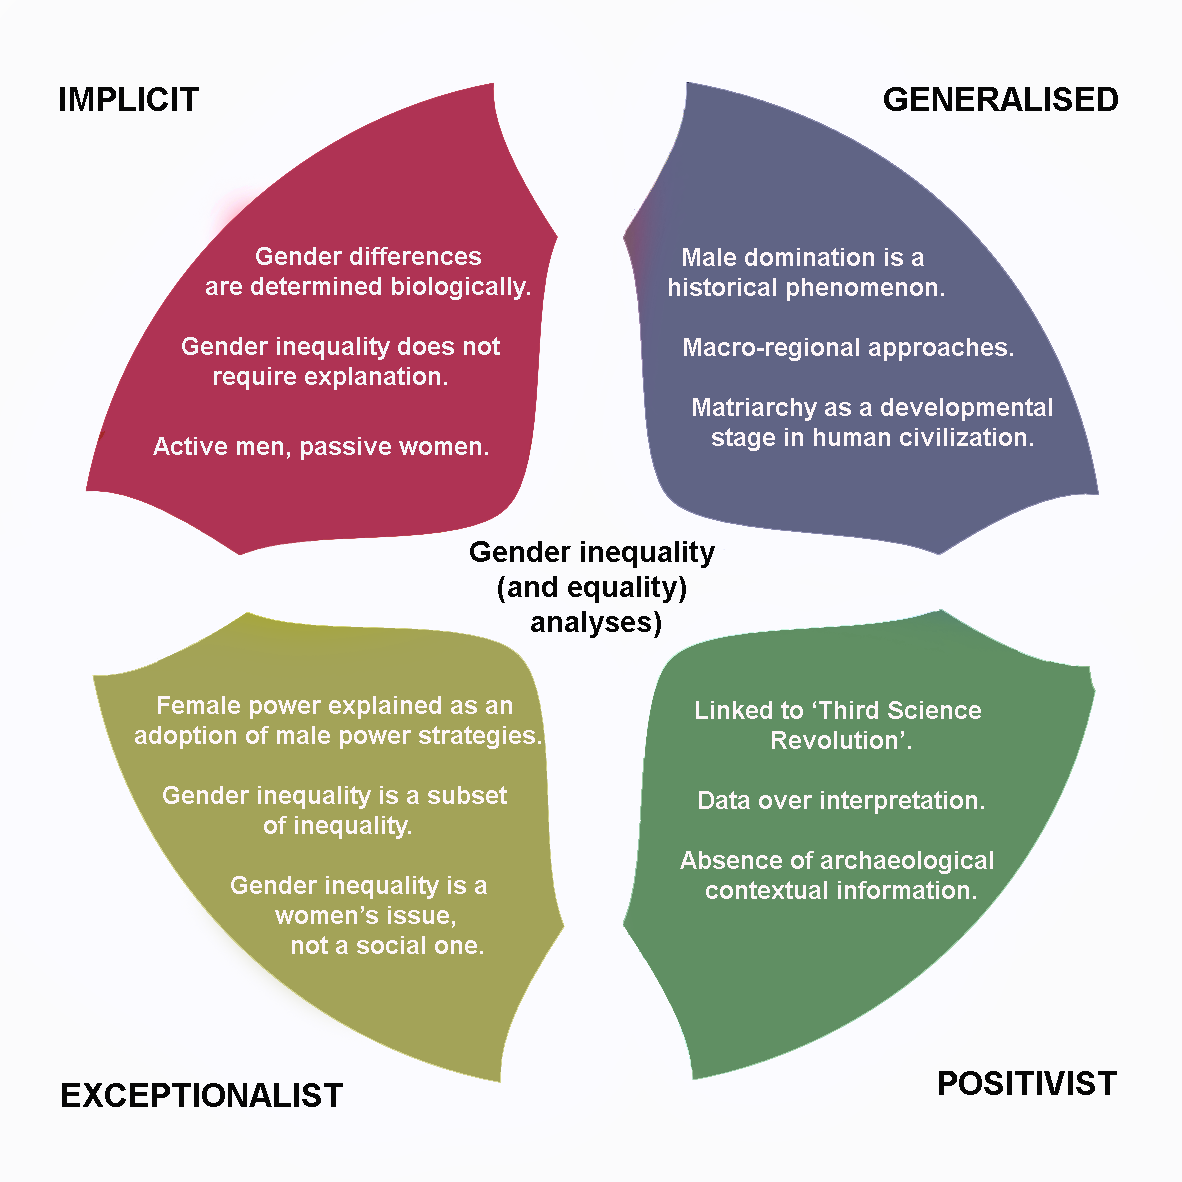 IMPLICIT
Gender differences
are determined biologically.
Gender inequality does not
require explanation.
Active men, passive women.
GENERALISED
Male domination is a
historical phenomenon.
Macro-regional approaches.
Matriarchy as a developmental
stage in human civilization.
Gender inequality
(and equality)
analyses)
Female power explained as an
adoption of male power strategies.
Gender inequality is a subset
of inequality.
Gender inequality is a
women’s issue,
not a social one.
EXCEPTIONALIST
Linked to ‘Third Science
Revolution’.
Data over interpretation.
Absence of archaeological
contextual information.
POSITIVIST